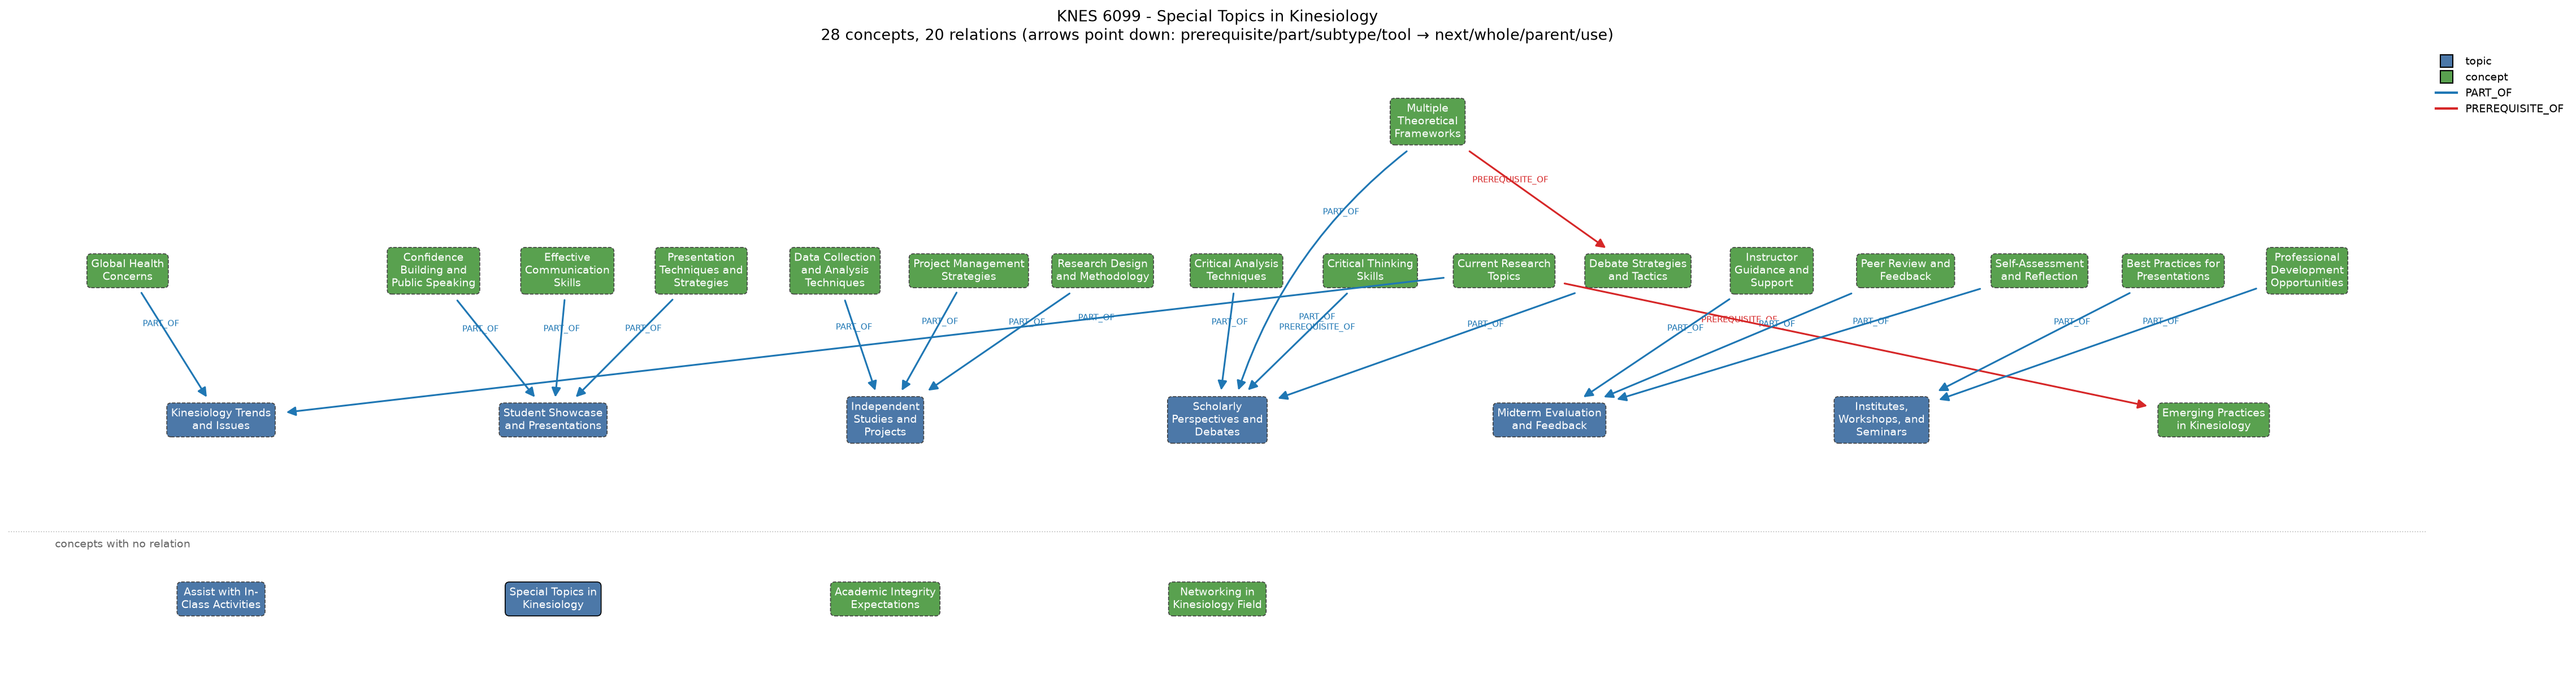 KNES 6099 - Special Topics in Kinesiology
28 concepts, 20 relations (arrows point down: prerequisite/part/subtype/tool → next/whole/parent/use)
topic
concept
PART_OF
PREREQUISITE_OF
Multiple
Theoretical
Frameworks
PREREQUISITE_OF
PART_OF
Global Health
Concerns
Confidence
Building and
Public Speaking
Effective
Communication
Skills
Presentation
Techniques and
Strategies
Data Collection
and Analysis
Techniques
Project Management
Strategies
Research Design
and Methodology
Critical Analysis
Techniques
Critical Thinking
Skills
Current Research
Topics
Debate Strategies
and Tactics
Instructor
Guidance and
Support
Peer Review and
Feedback
Self-Assessment
and Reflection
Best Practices for
Presentations
Professional
Development
Opportunities
PART_OF
PART_OF
PART_OF
PART_OF
PART_OF
PART_OF
PART_OF
PART_OF
PART_OF
PART_OF
PREREQUISITE_OF
PART_OF
PART_OF
PREREQUISITE_OF
PART_OF
PART_OF
PART_OF
PART_OF
Kinesiology Trends
and Issues
Student Showcase
and Presentations
Independent
Studies and
Projects
Scholarly
Perspectives and
Debates
Midterm Evaluation
and Feedback
Institutes,
Workshops, and
Seminars
Emerging Practices
in Kinesiology
concepts with no relation
Assist with In-
Class Activities
Special Topics in
Kinesiology
Academic Integrity
Expectations
Networking in
Kinesiology Field